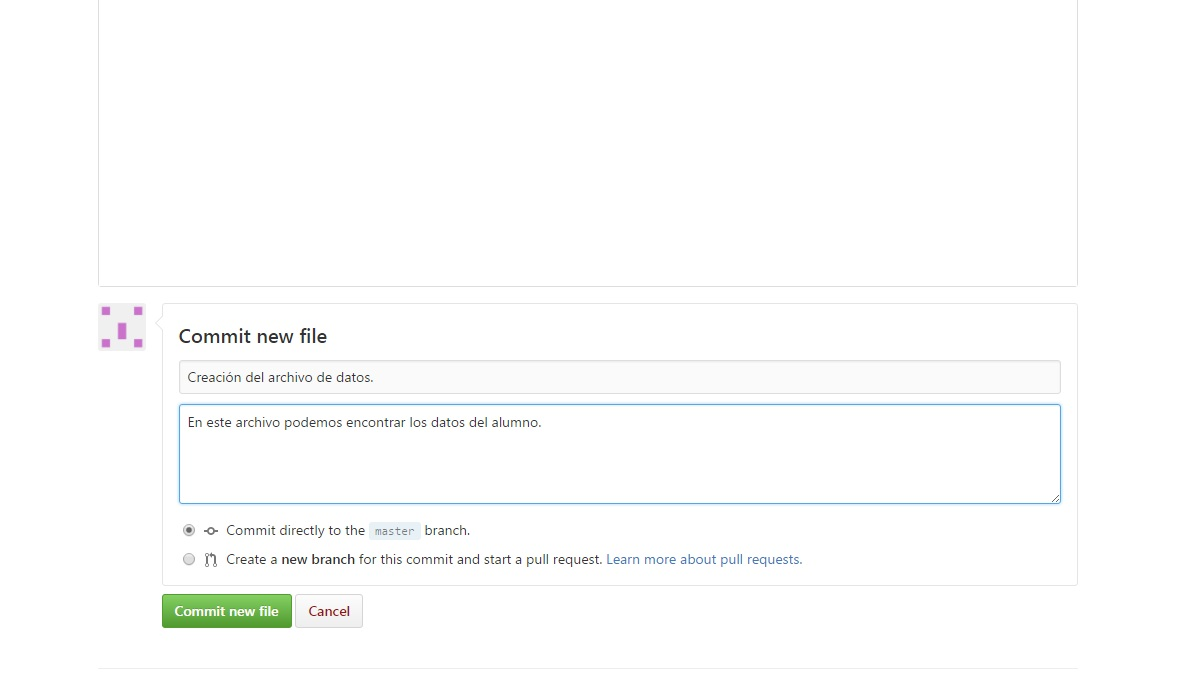 Commit new file
Creación del archivo de datos.
En este archivo podemos encontrar los datos del alumno.
Commit directly to the master branch.
Create a new branch for this commit and start a pull request. Learn more about pull requests.
Commit new file Cancel